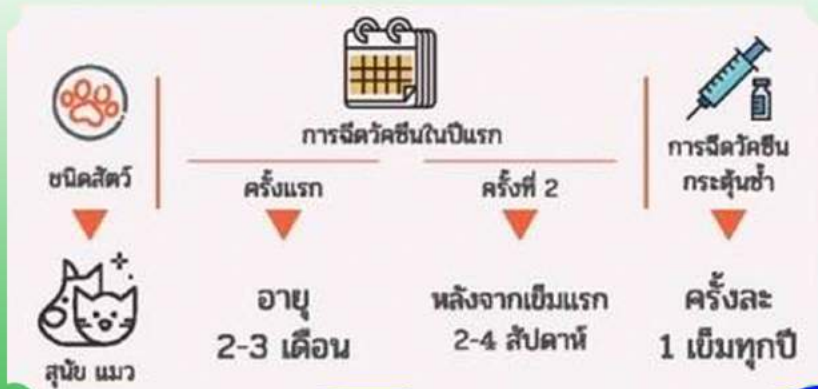 ชนิดสัตว์
การฉีดวัคซีนในปีแรก
ครั้งแรก
ครั้งที่ 2
การฉีดวัคซีน
กระตุ้นซ้ำ
สุนัข แมว
อายุ
2-3 เดือน
หลังจากเข็มแรก
2-4 สัปดาห์
ครั้งละ
1 เข็มทุกปี